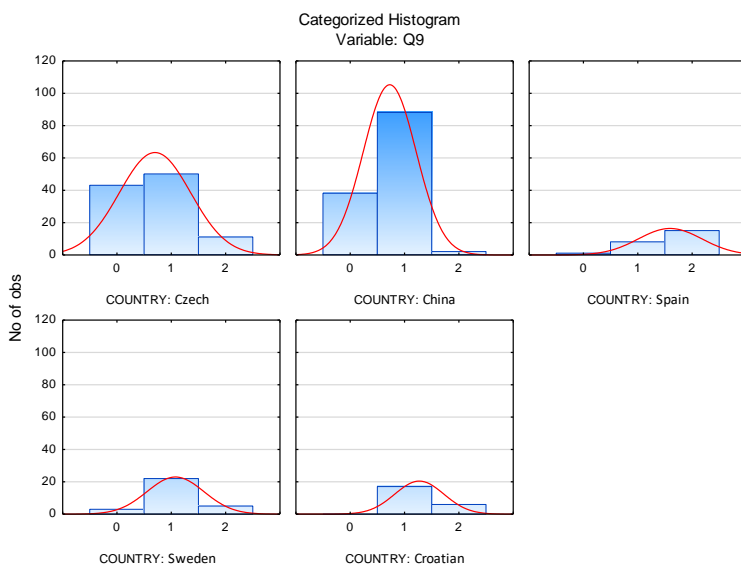 Categorized Histogram
Variable: Q9
No of obs
120
100
80
60
40
20
0
0 1 2
COUNTRY: Czech
0 1 2
COUNTRY: China
0 1 2
COUNTRY: Spain
120
100
80
60
40
20
0
0 1 2
COUNTRY: Sweden
0 1 2
COUNTRY: Croatian